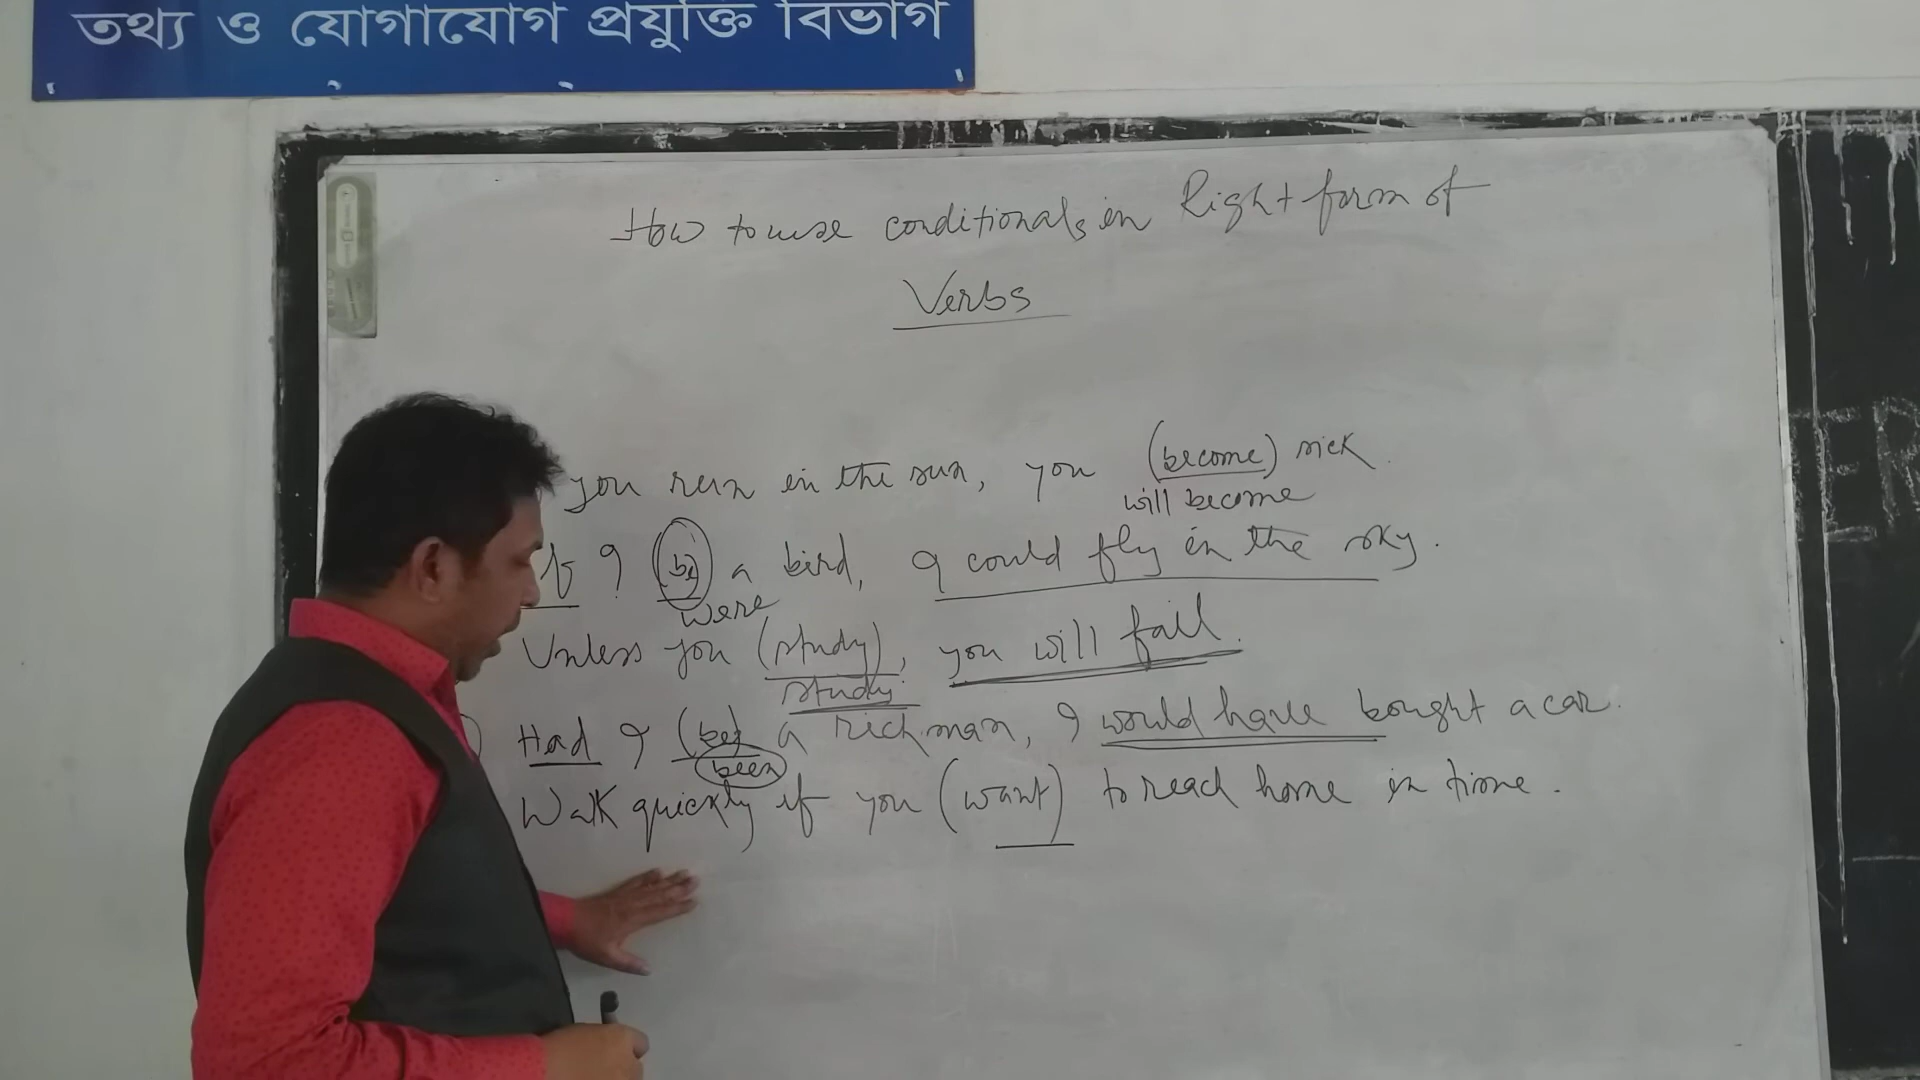 তথ্য ও যোগাযোগ প্রযুক্তি বিভাগ
How to use conditionals in Right form of
Verbs
you run in the sun, you (become) sick.
will become
If I (be) a bird, I could fly in the sky.
were
Unless you (study), you will fail.
study
Had I (be) a rich man, I would have bought a car.
been
Walk quickly if you (want) to reach home in time.
ER